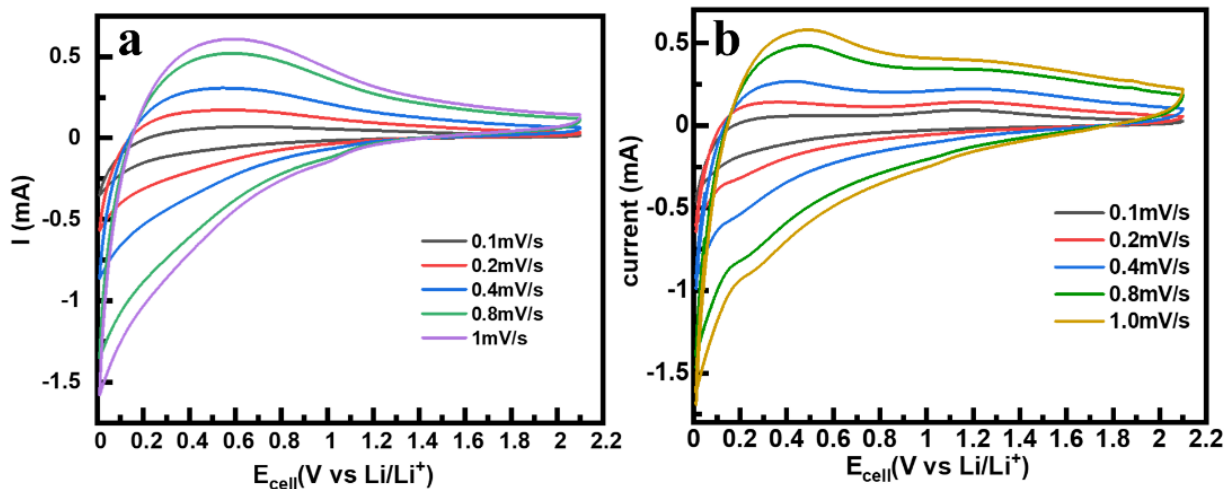 a
0.5
0
-0.5
-1
-1.5
I (mA)
0.1mV/s
0.2mV/s
0.4mV/s
0.8mV/s
1mV/s
0 0.2 0.4 0.6 0.8 1 1.2 1.4 1.6 1.8 2 2.2
E_cell(V vs Li/Li⁺)
b
0.5
0.0
-0.5
-1.0
-1.5
current (mA)
0.1mV/s
0.2mV/s
0.4mV/s
0.8mV/s
1.0mV/s
0 0.2 0.4 0.6 0.8 1 1.2 1.4 1.6 1.8 2 2.2
E_cell(V vs Li/Li⁺)